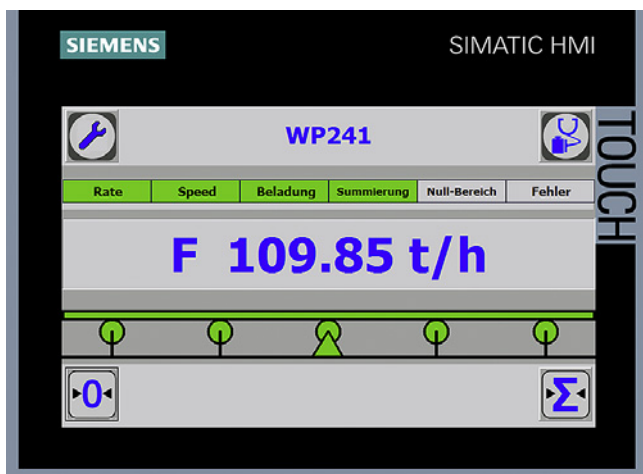 SIEMENS SIMATIC HMI
TOUCH
WP241
Rate Speed Beladung Summierung Null-Bereich Fehler
F 109.85 t/h
0 Σ